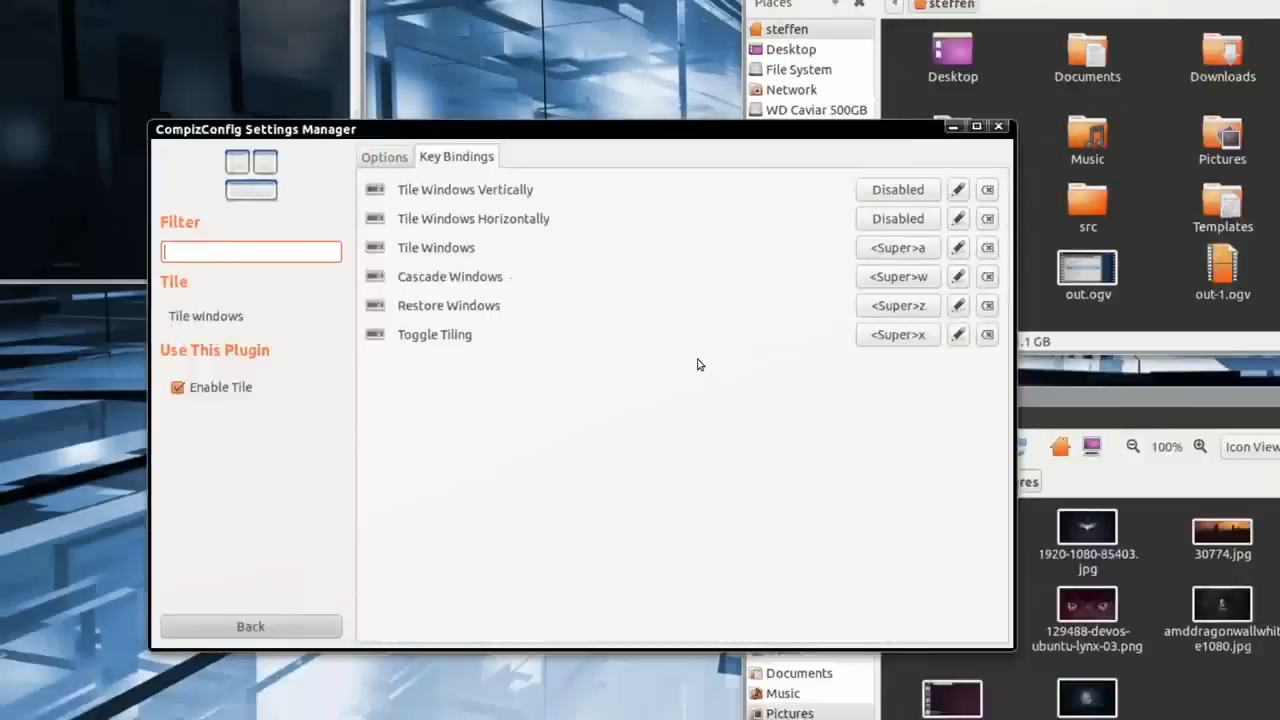 Places
steffen
steffen
Desktop
File System
Network
WD Caviar 500GB
Desktop
Documents
Downloads
Music
Pictures
src
Templates
out.ogv
out-1.ogv
.1 GB
CompizConfig Settings Manager
Filter
Tile
Tile windows
Use This Plugin
Enable Tile
Back
Options
Key Bindings
Tile Windows Vertically
Disabled
Tile Windows Horizontally
Disabled
Tile Windows
<Super>a
Cascade Windows
<Super>w
Restore Windows
<Super>z
Toggle Tiling
<Super>x
100%
Icon View
res
1920-1080-85403.
jpg
30774.jpg
129488-devos-
ubuntu-lynx-03.png
amddragonwallwhit
e1080.jpg
Documents
Music
Pictures